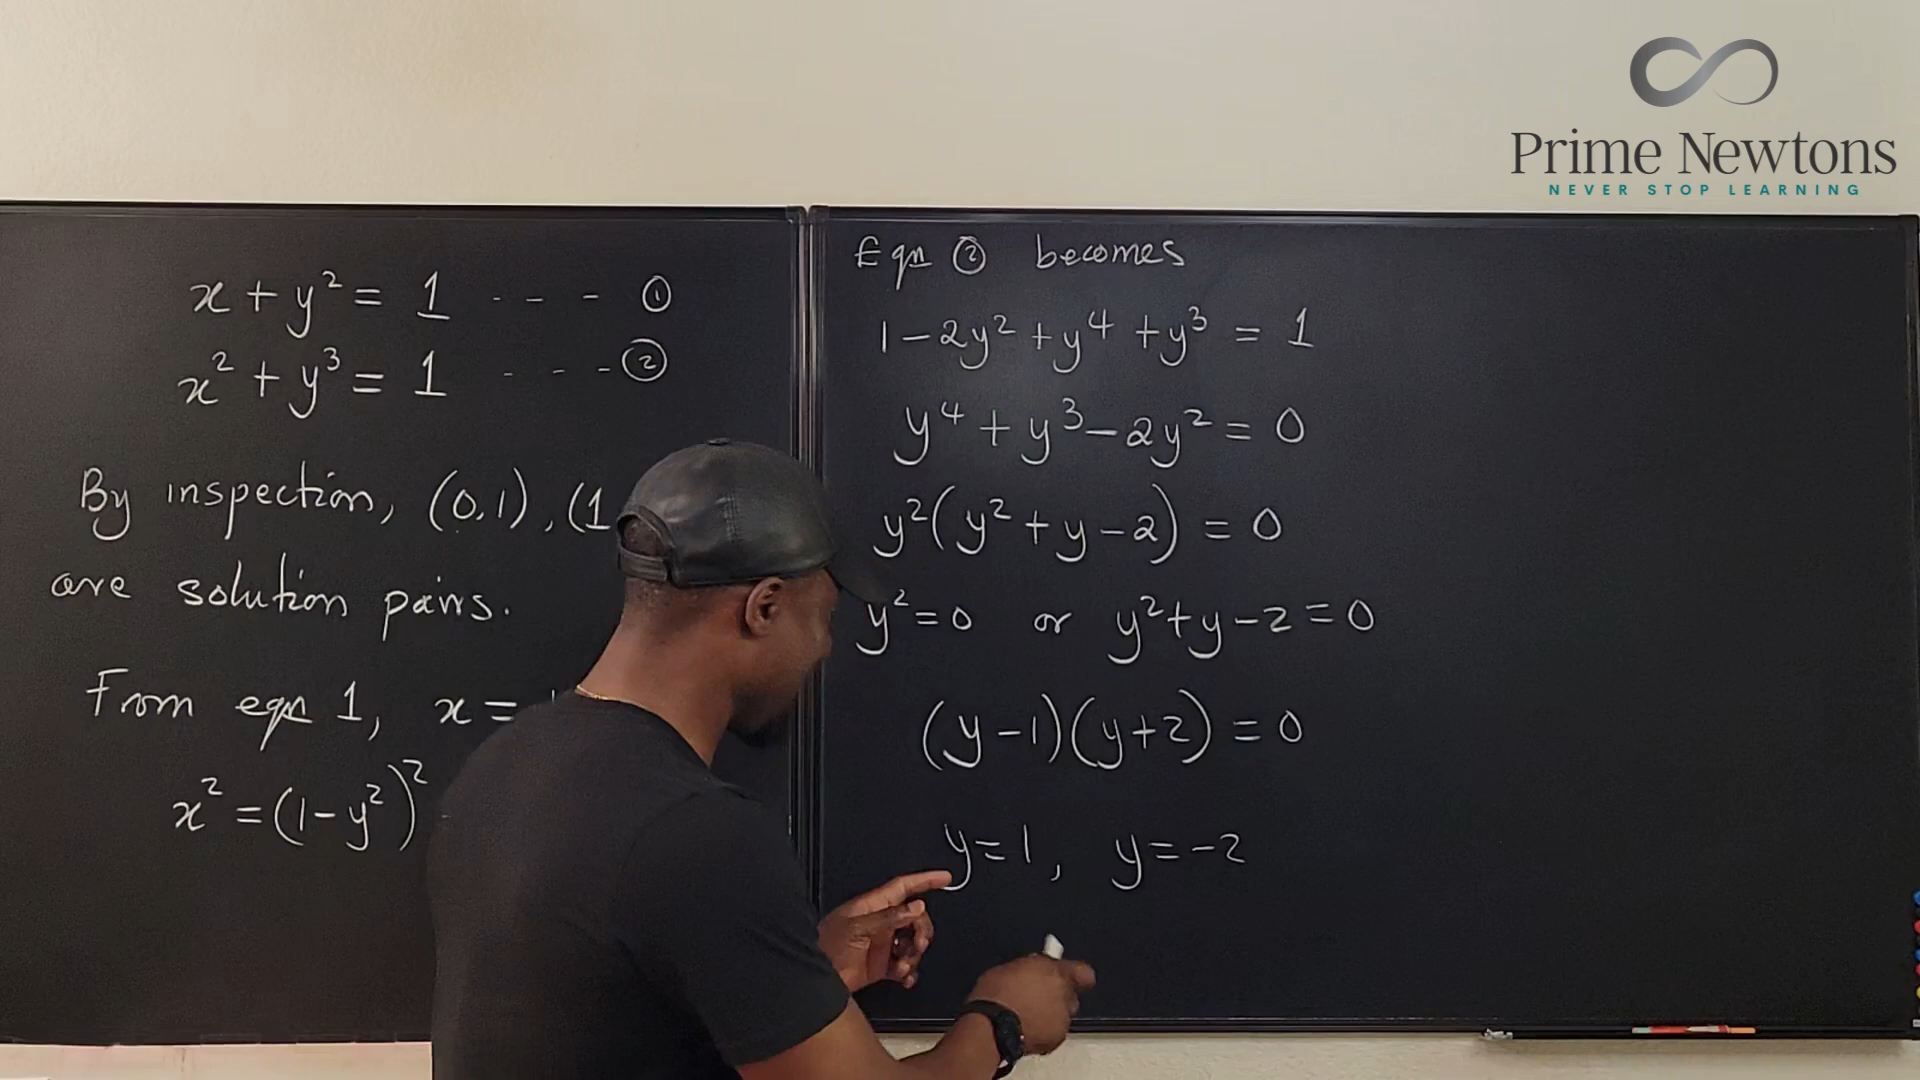 Prime Newtons
NEVER STOP LEARNING
x + y² = 1 - - - ①
x² + y³ = 1 - - - ②
By inspection, (0,1), (1
are solution pairs.
From eqn 1, x =
x² = (1-y²)²
Eqn ② becomes
1 - 2y² + y⁴ + y³ = 1
y⁴ + y³ - 2y² = 0
y²(y² + y - 2) = 0
y² = 0 or y² + y - 2 = 0
(y-1)(y+2) = 0
y = 1, y = -2